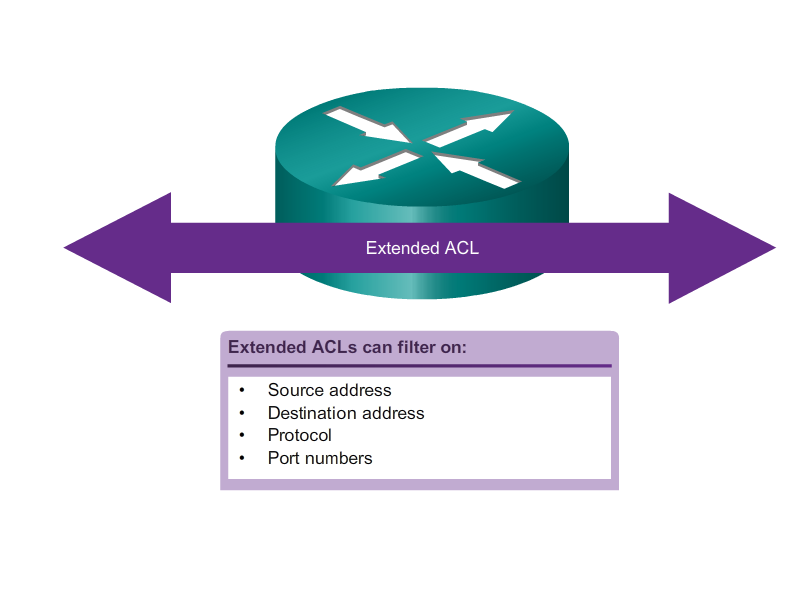 Extended ACL
Extended ACLs can filter on:
• Source address
• Destination address
• Protocol
• Port numbers